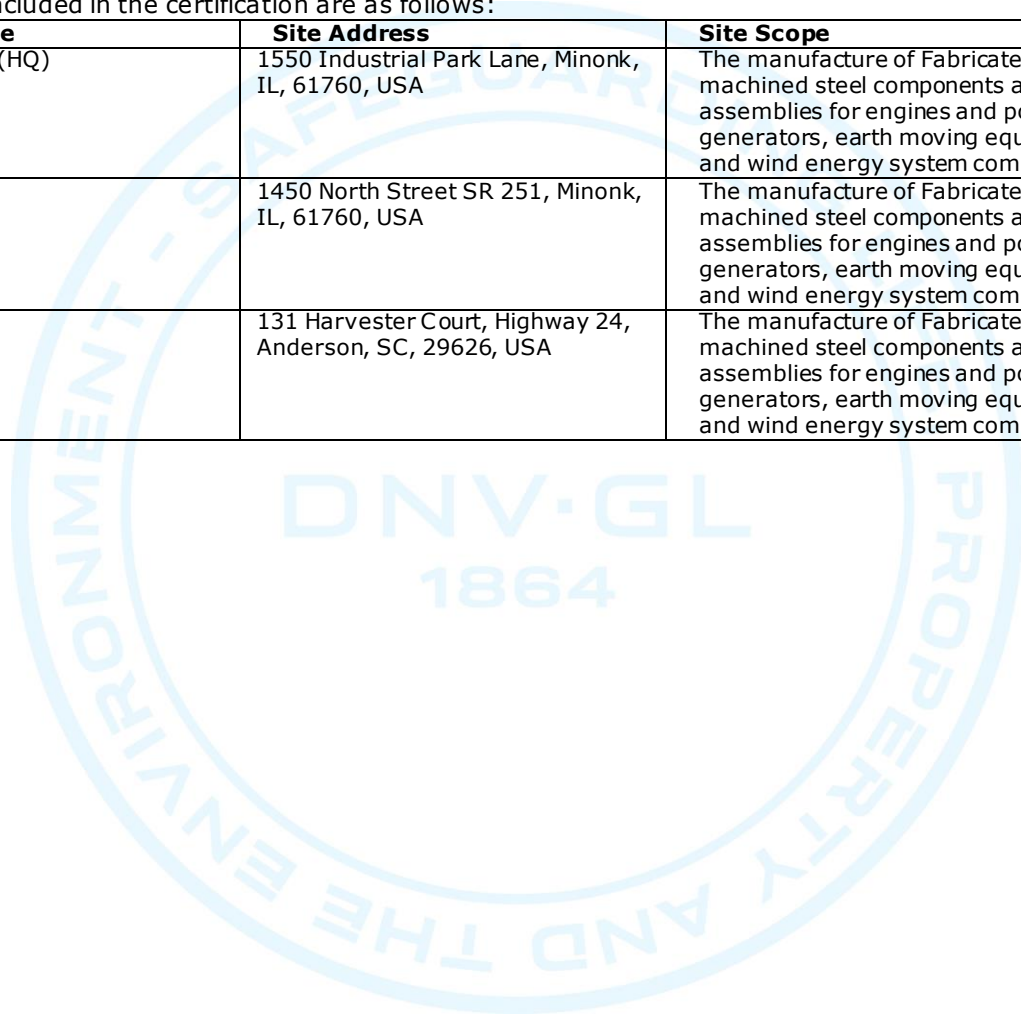 cluded in the certification are as follows:
e Site Address Site Scope
(HQ) 1550 Industrial Park Lane, Minonk, The manufacture of Fabricate
IL, 61760, USA machined steel components a
assemblies for engines and po
generators, earth moving equ
and wind energy system com
1450 North Street SR 251, Minonk, The manufacture of Fabricate
IL, 61760, USA machined steel components a
assemblies for engines and po
generators, earth moving equ
and wind energy system com
131 Harvester Court, Highway 24, The manufacture of Fabricate
Anderson, SC, 29626, USA machined steel components a
assemblies for engines and po
generators, earth moving equ
and wind energy system com
SAFEGUARDING LIFE PROPERTY AND THE ENVIRONMENT -
DNV·GL
1864